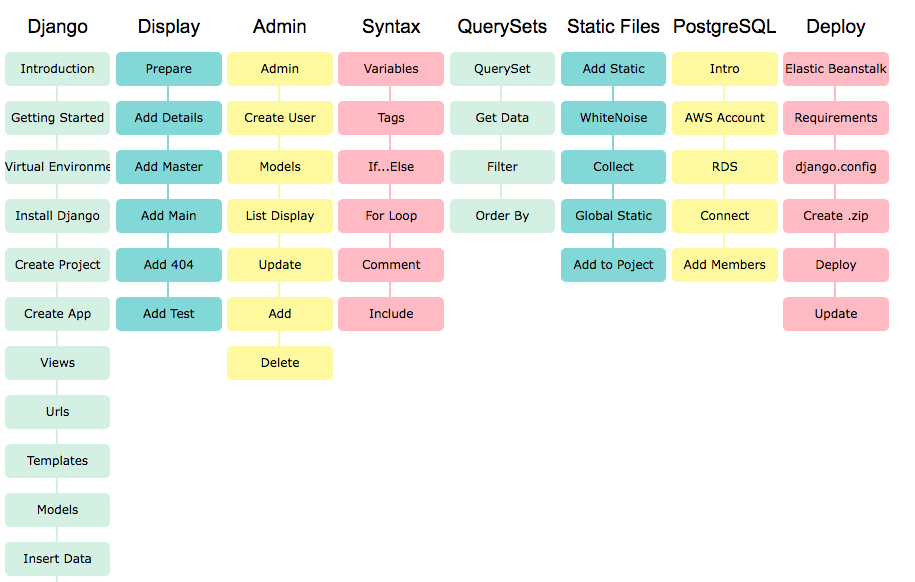 Django
Introduction
Getting Started
Virtual Environme
Install Django
Create Project
Create App
Views
Urls
Templates
Models
Insert Data
Display
Prepare
Add Details
Add Master
Add Main
Add 404
Add Test
Admin
Admin
Create User
Models
List Display
Update
Add
Delete
Syntax
Variables
Tags
If...Else
For Loop
Comment
Include
QuerySets
QuerySet
Get Data
Filter
Order By
Static Files
Add Static
WhiteNoise
Collect
Global Static
Add to Poject
PostgreSQL
Intro
AWS Account
RDS
Connect
Add Members
Deploy
Elastic Beanstalk
Requirements
django.config
Create .zip
Deploy
Update